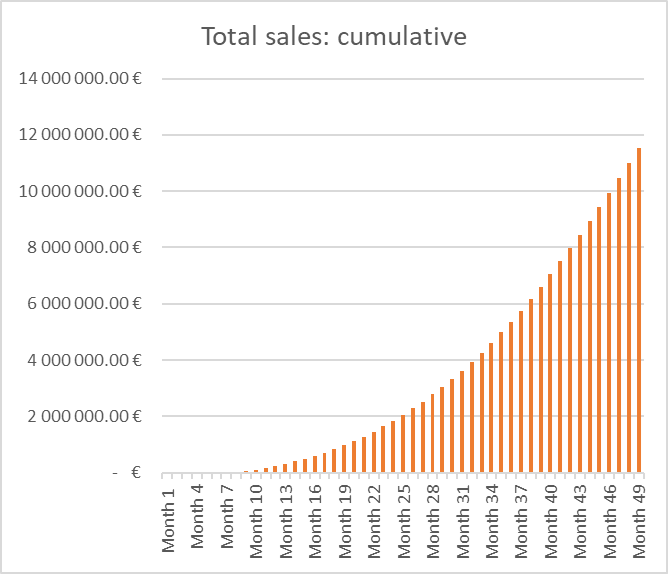 Total sales: cumulative
14 000 000.00 €
12 000 000.00 €
10 000 000.00 €
8 000 000.00 €
6 000 000.00 €
4 000 000.00 €
2 000 000.00 €
- €
Month 1
Month 4
Month 7
Month 10
Month 13
Month 16
Month 19
Month 22
Month 25
Month 28
Month 31
Month 34
Month 37
Month 40
Month 43
Month 46
Month 49